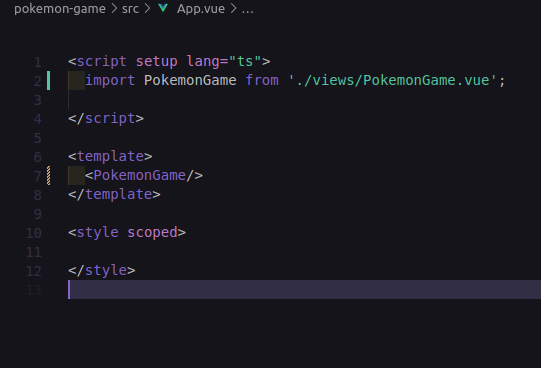 pokemon-game > src > App.vue > ...
1 <script setup lang="ts">
2   import PokemonGame from './views/PokemonGame.vue';
3
4 </script>
5
6 <template>
7   <PokemonGame/>
8 </template>
9
10 <style scoped>
11
12 </style>
13